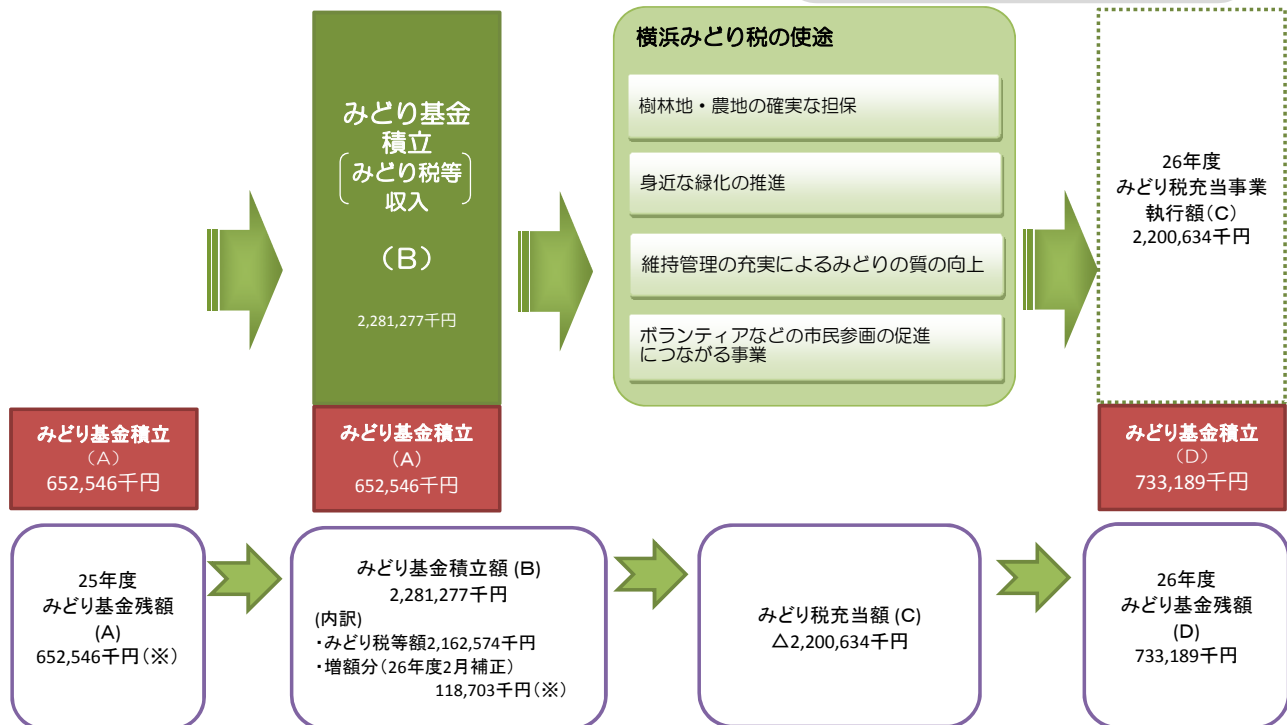 みどり基金積立
(A)
652,546千円
みどり基金
積立
みどり税等
収入
(B)
2,281,277千円
みどり基金積立
(A)
652,546千円
横浜みどり税の使途
樹林地・農地の確実な担保
身近な緑化の推進
維持管理の充実によるみどりの質の向上
ボランティアなどの市民参画の促進
につながる事業
26年度
みどり税充当事業
執行額(C)
2,200,634千円
みどり基金積立
(D)
733,189千円
25年度
みどり基金残額
(A)
652,546千円(※)
みどり基金積立額 (B)
2,281,277千円
(内訳)
・みどり税等額2,162,574千円
・増額分(26年度2月補正)
118,703千円(※)
みどり税充当額 (C)
△2,200,634千円
26年度
みどり基金残額
(D)
733,189千円